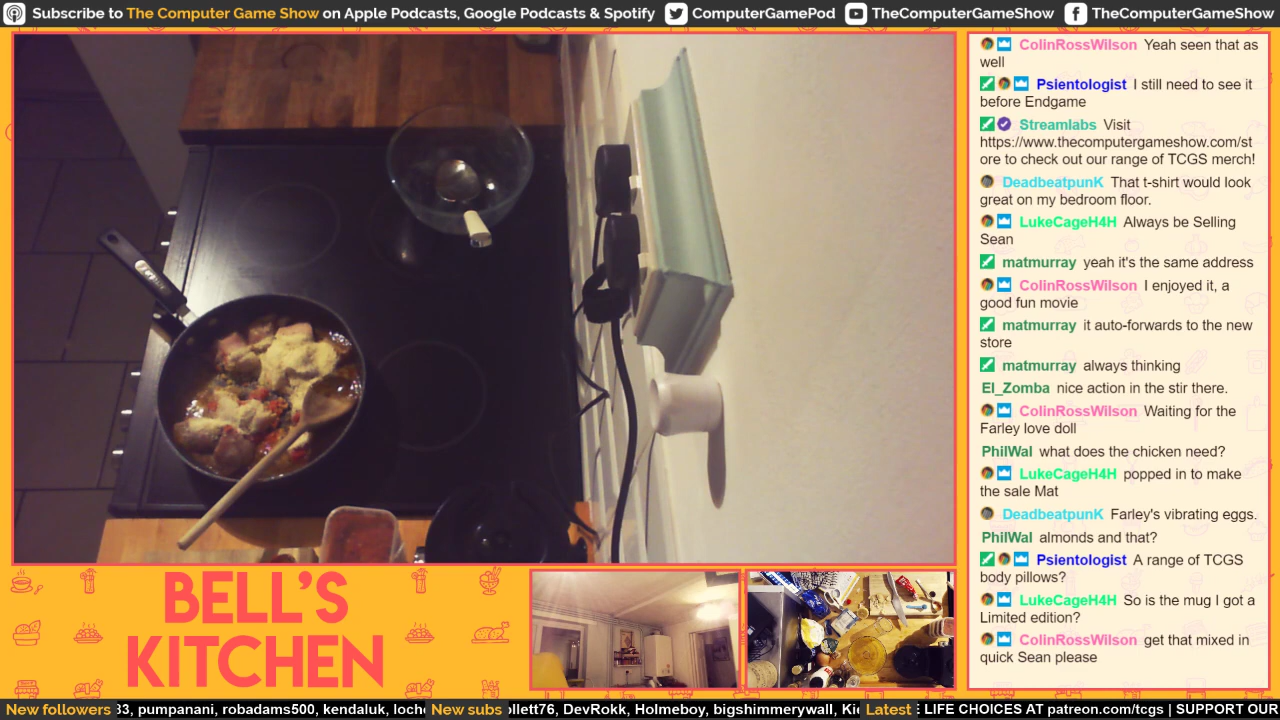 Subscribe to The Computer Game Show on Apple Podcasts, Google Podcasts & Spotify ComputerGamePod TheComputerGameShow TheComputerGameShow
ColinRossWilson Yeah seen that as
well
Psientologist I still need to see it
before Endgame
Streamlabs Visit
https://www.thecomputergameshow.com/st
ore to check out our range of TCGS merch!
DeadbeatpunK That t-shirt would look
great on my bedroom floor.
LukeCageH4H Always be Selling
Sean
matmurray yeah it's the same address
ColinRossWilson I enjoyed it, a
good fun movie
matmurray it auto-forwards to the new
store
matmurray always thinking
El_Zomba nice action in the stir there.
ColinRossWilson Waiting for the
Farley love doll
PhilWal what does the chicken need?
LukeCageH4H popped in to make
the sale Mat
DeadbeatpunK Farley's vibrating eggs.
PhilWal almonds and that?
Psientologist A range of TCGS
body pillows?
LukeCageH4H So is the mug I got a
Limited edition?
ColinRossWilson get that mixed in
quick Sean please
BELL'S
KITCHEN
New followers 33, pumpanani, robadams500, kendaluk, loche New subs ollett76, DevRokk, Holmeboy, bigshimmerywall, Ki Latest LIFE CHOICES AT patreon.com/tcgs | SUPPORT OUR